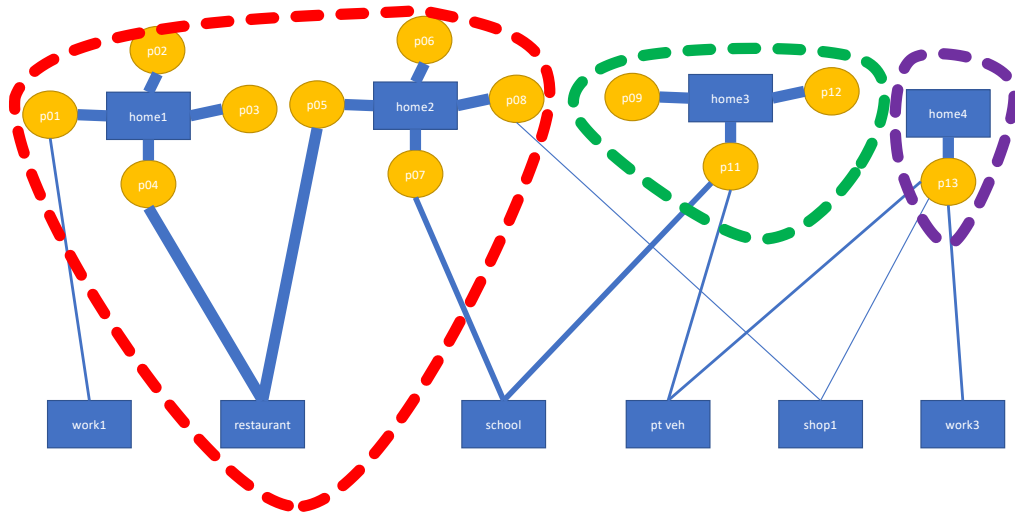 p02
p06
p01
home1
p03
p05
home2
p08
p09
home3
p12
home4
p04
p07
p11
p13
work1
restaurant
school
pt veh
shop1
work3